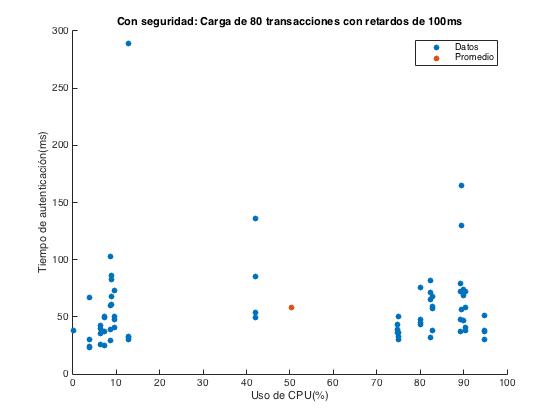 Con seguridad: Carga de 80 transacciones con retardos de 100ms
300
250
200
150
100
50
0
Tiempo de autenticación(ms)
Datos
Promedio
0 10 20 30 40 50 60 70 80 90 100
Uso de CPU(%)